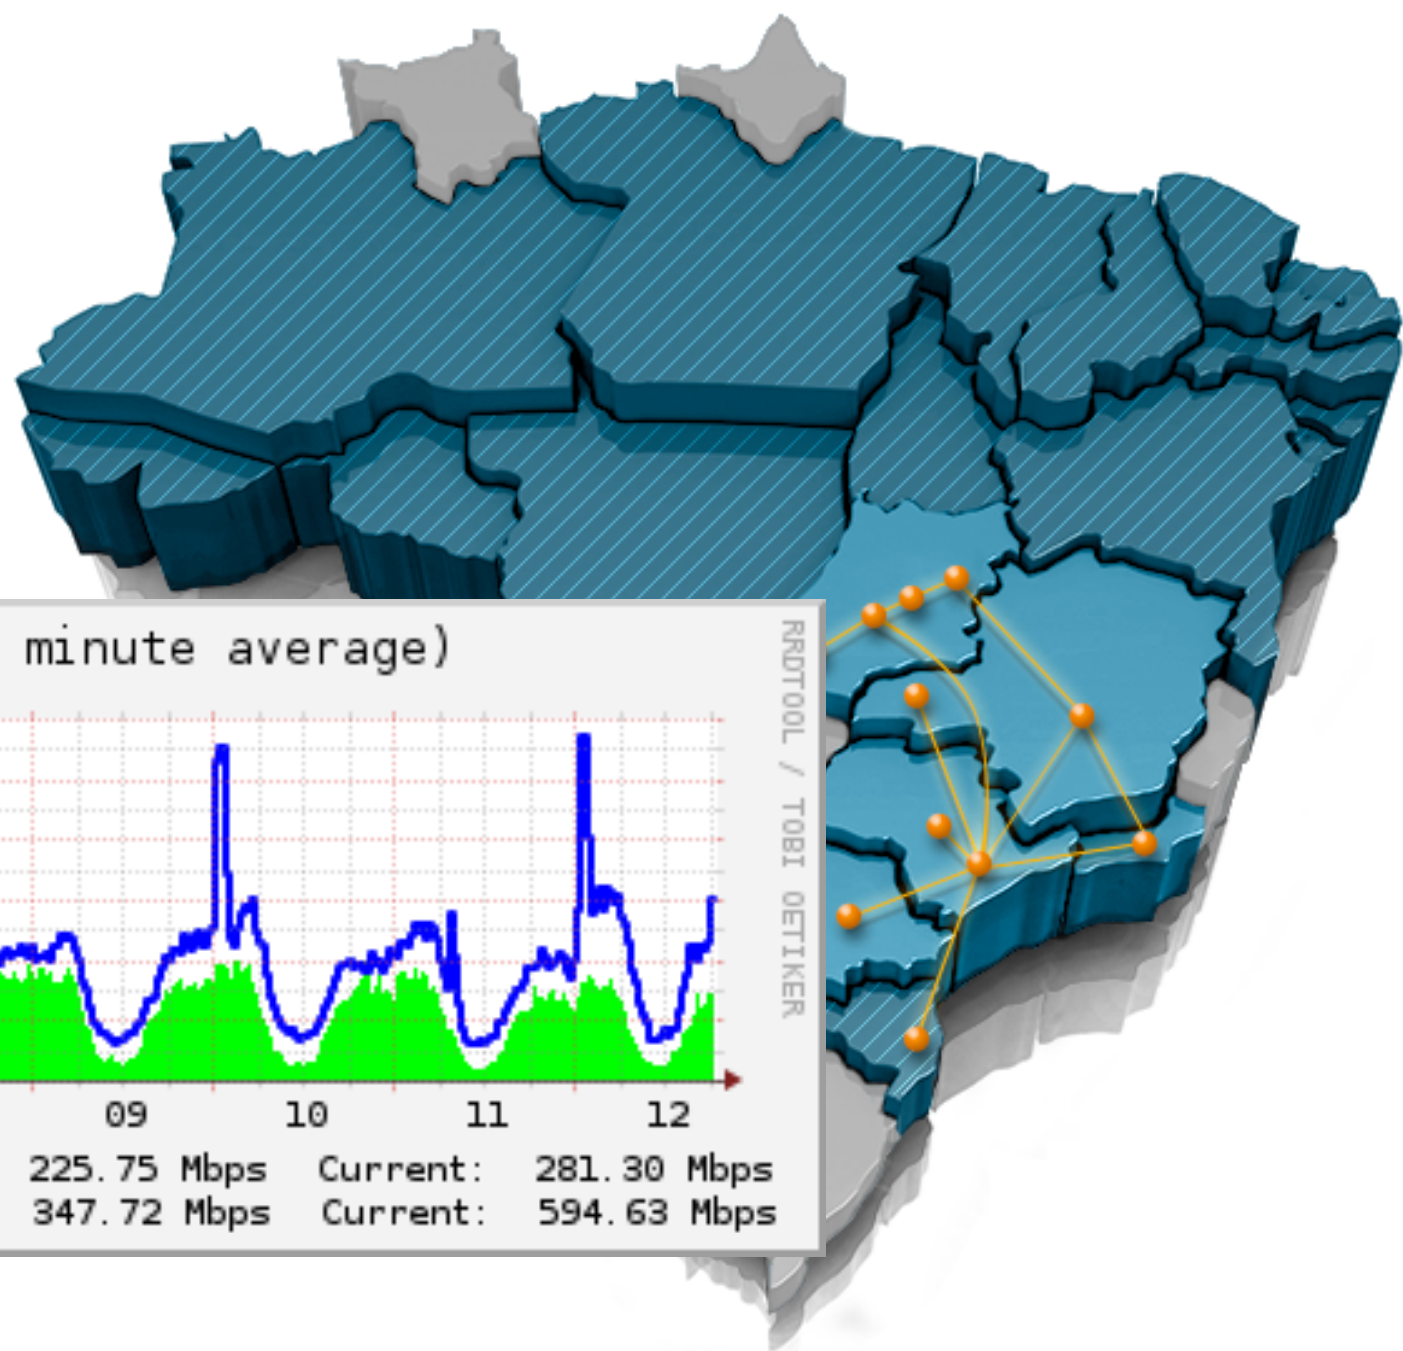 minute average)
RRDTOOL / TOBI OETIKER
09 10 11 12
225.75 Mbps Current: 281.30 Mbps
347.72 Mbps Current: 594.63 Mbps